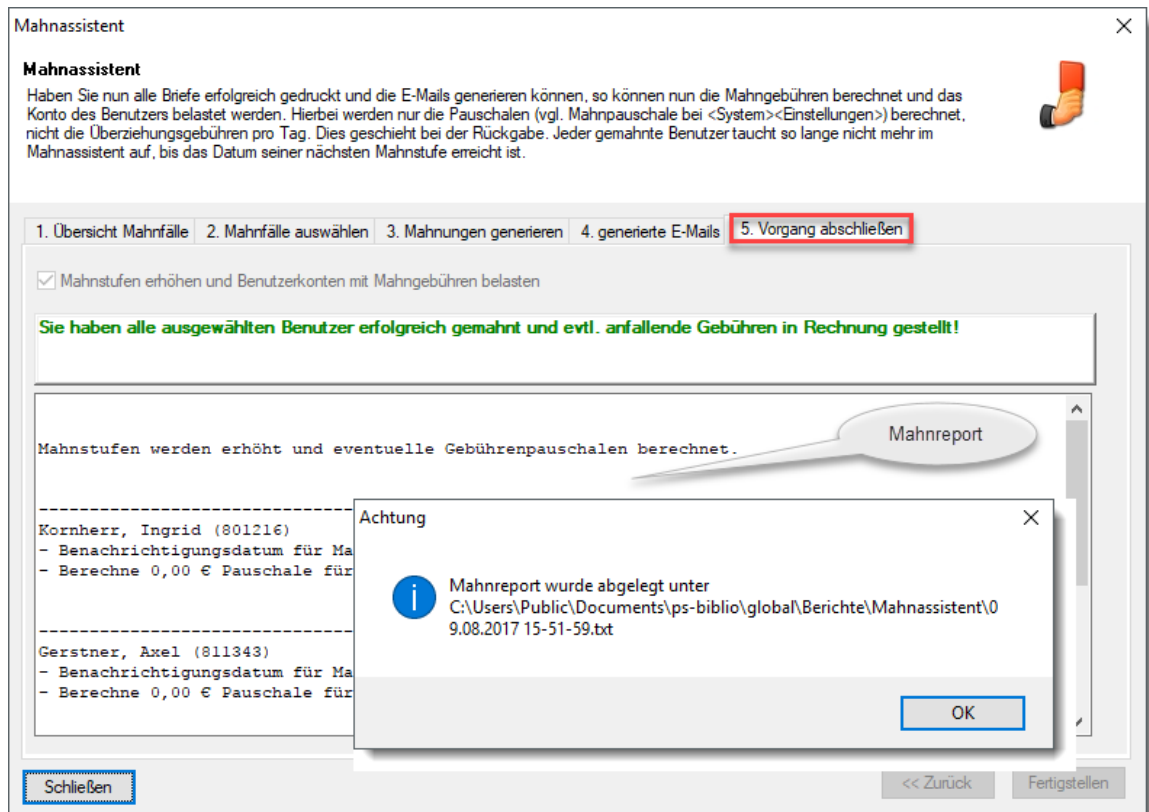 Mahnassistent
Mahnassistent
Haben Sie nun alle Briefe erfolgreich gedruckt und die E-Mails generieren können, so können nun die Mahngebühren berechnet und das
Konto des Benutzers belastet werden. Hierbei werden nur die Pauschalen (vgl. Mahnpauschale bei <System><Einstellungen>) berechnet,
nicht die Überziehungsgebühren pro Tag. Dies geschieht bei der Rückgabe. Jeder gemahnte Benutzer taucht so lange nicht mehr im
Mahnassistent auf, bis das Datum seiner nächsten Mahnstufe erreicht ist.
1. Übersicht Mahnfälle 2. Mahnfälle auswählen 3. Mahnungen generieren 4. generierte E-Mails 5. Vorgang abschließen
Mahnstufen erhöhen und Benutzerkonten mit Mahngebühren belasten
Sie haben alle ausgewählten Benutzer erfolgreich gemahnt und evtl. anfallende Gebühren in Rechnung gestellt!
Mahnreport
Mahnstufen werden erhöht und eventuelle Gebührenpauschalen berechnet.
--------------------------------
Kornherr, Ingrid (801216)
- Benachrichtigungsdatum für Ma
- Berechne 0,00 € Pauschale für
--------------------------------
Gerstner, Axel (811343)
- Benachrichtigungsdatum für Ma
- Berechne 0,00 € Pauschale für
Achtung
Mahnreport wurde abgelegt unter
C:\Users\Public\Documents\ps-biblio\global\Berichte\Mahnassistent\0
9.08.2017 15-51-59.txt
OK
Schließen << Zurück Fertigstellen